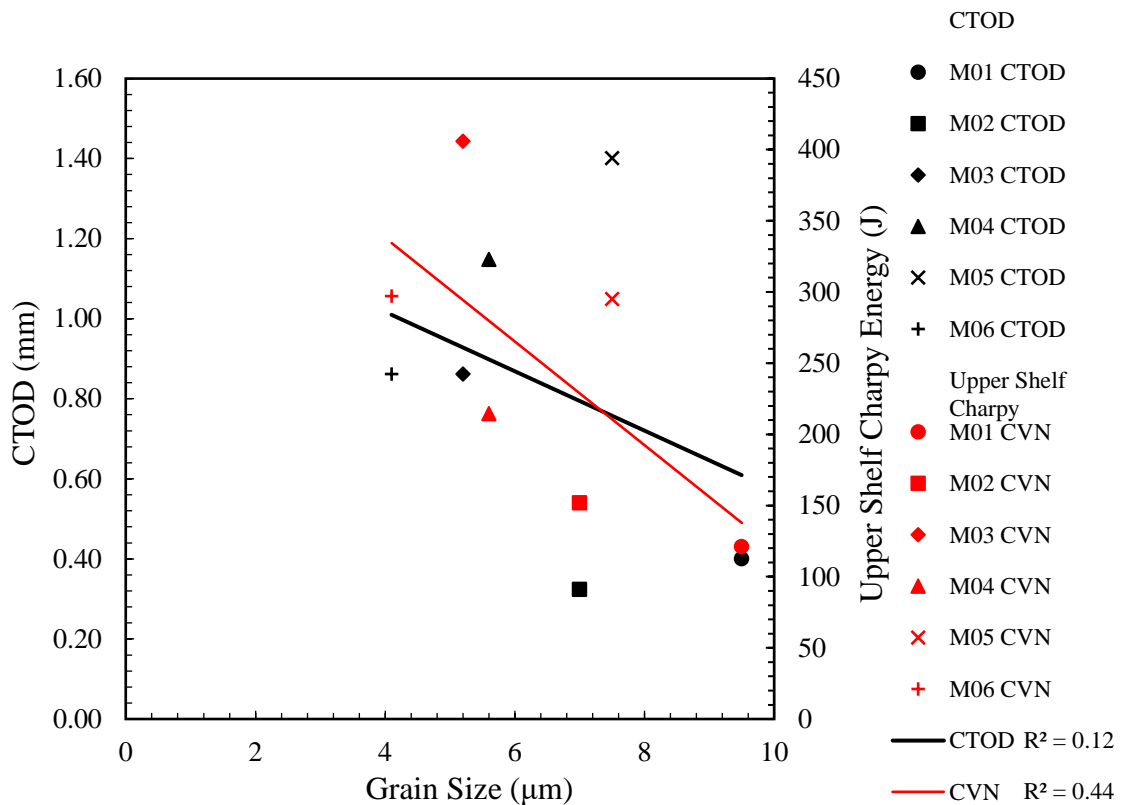 CTOD
1.60
1.40
1.20
1.00
0.80
0.60
0.40
0.20
0.00
CTOD (mm)
0
2
4
6
8
10
Grain Size (μm)
450
400
350
300
250
200
150
100
50
0
Upper Shelf Charpy Energy (J)
M01 CTOD
M02 CTOD
M03 CTOD
M04 CTOD
M05 CTOD
M06 CTOD
Upper Shelf
Charpy
M01 CVN
M02 CVN
M03 CVN
M04 CVN
M05 CVN
M06 CVN
CTOD R² = 0.12
CVN R² = 0.44